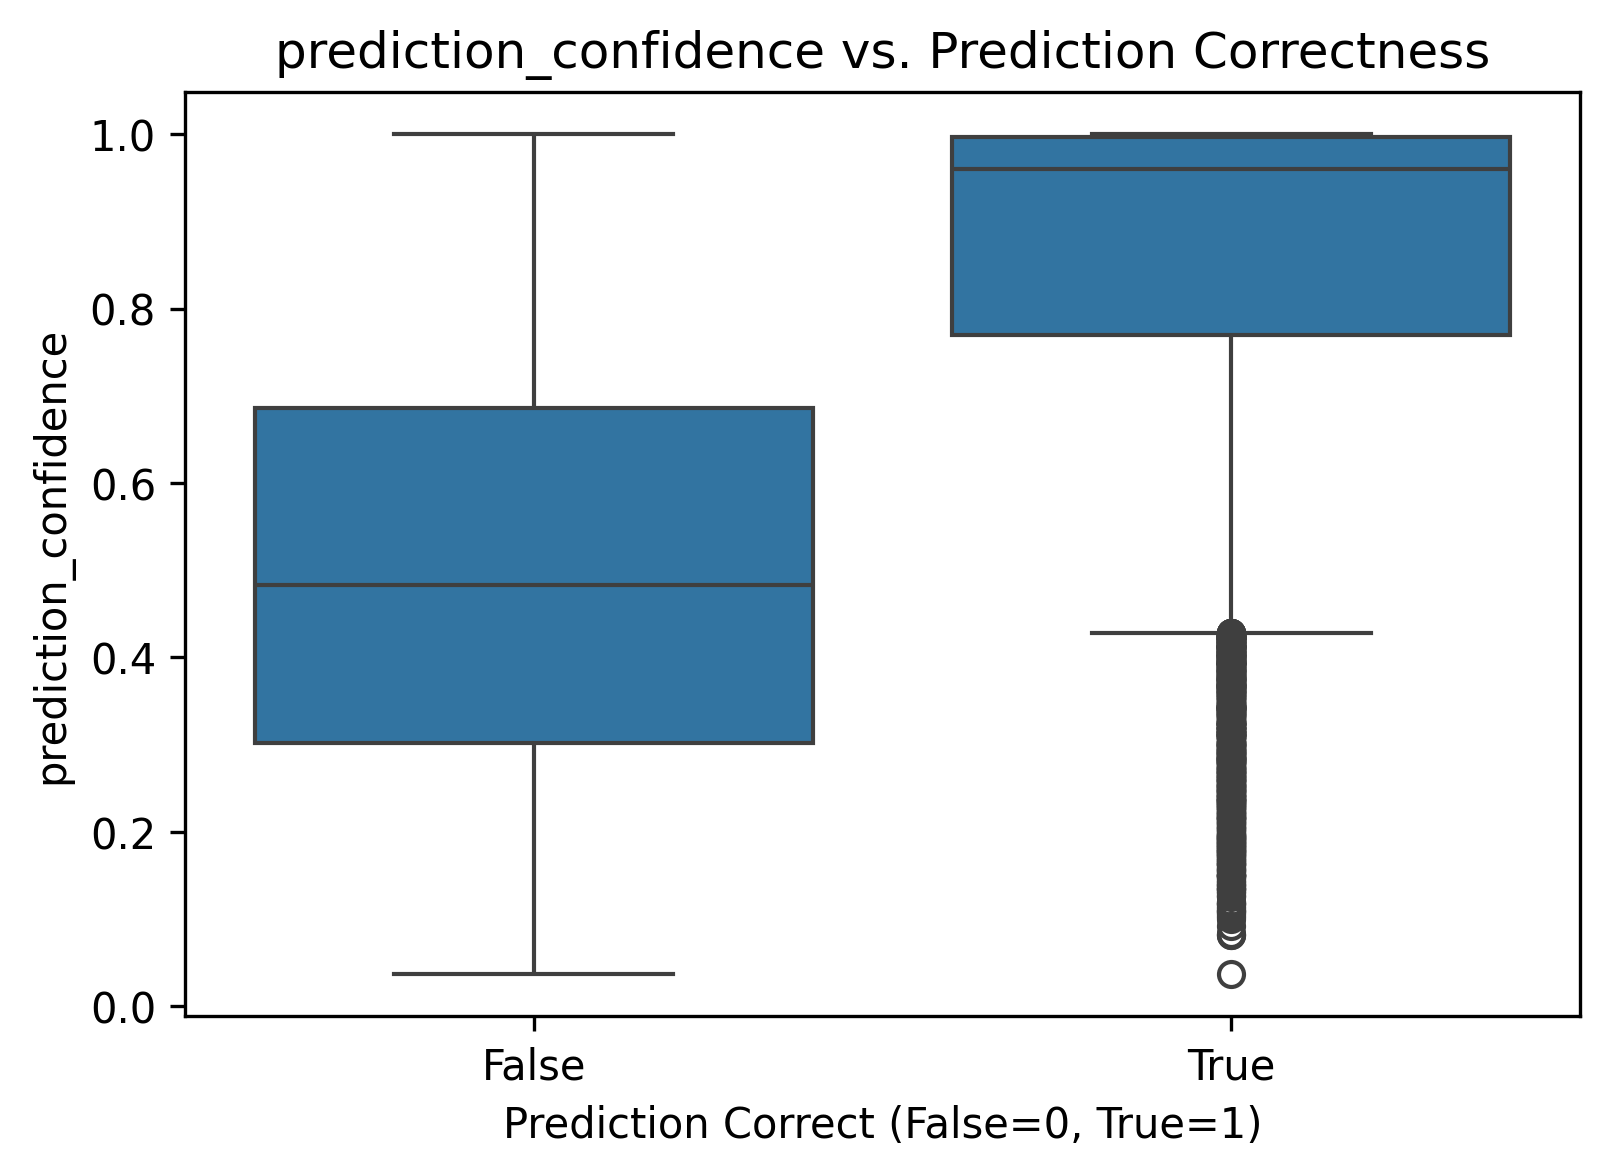 prediction_confidence vs. Prediction Correctness
prediction_confidence
1.0
0.8
0.6
0.4
0.2
0.0
False
True
Prediction Correct (False=0, True=1)